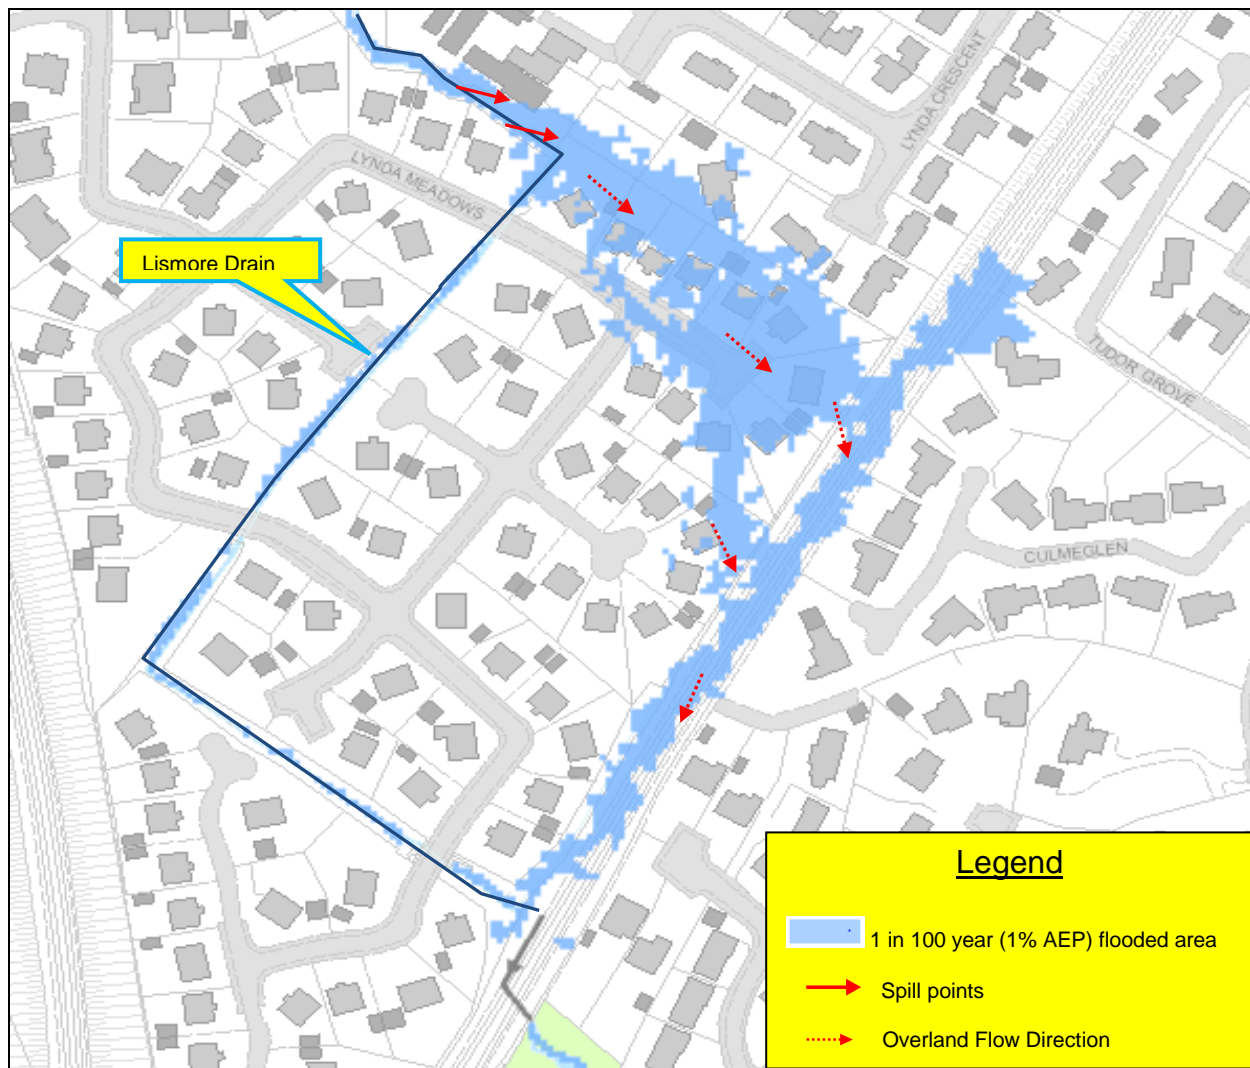 LYNDA CRESCENT
LYNDA MEADOWS
Lismore Drain
TUDOR GROVE
CULMEGLEN
Legend
1 in 100 year (1% AEP) flooded area
Spill points
Overland Flow Direction